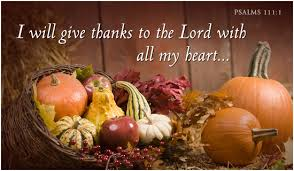 PSALMS 111:1
I will give thanks to the Lord with
all my heart...